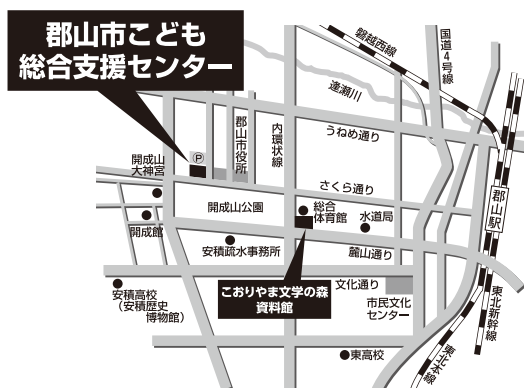 郡山市こども
総合支援センター
磐越西線
国道4号線
逢瀬川
うねめ通り
内環状線
郡山市役所
P
開成山
大神宮
さくら通り
郡山駅
開成山公園
総合
体育館
水道局
開成館
安積疏水事務所
麓山通り
こおりやま文学の森
資料館
文化通り
市民文化
センター
安積高校
(安積歴史
博物館)
東北新幹線
東北本線
東高校